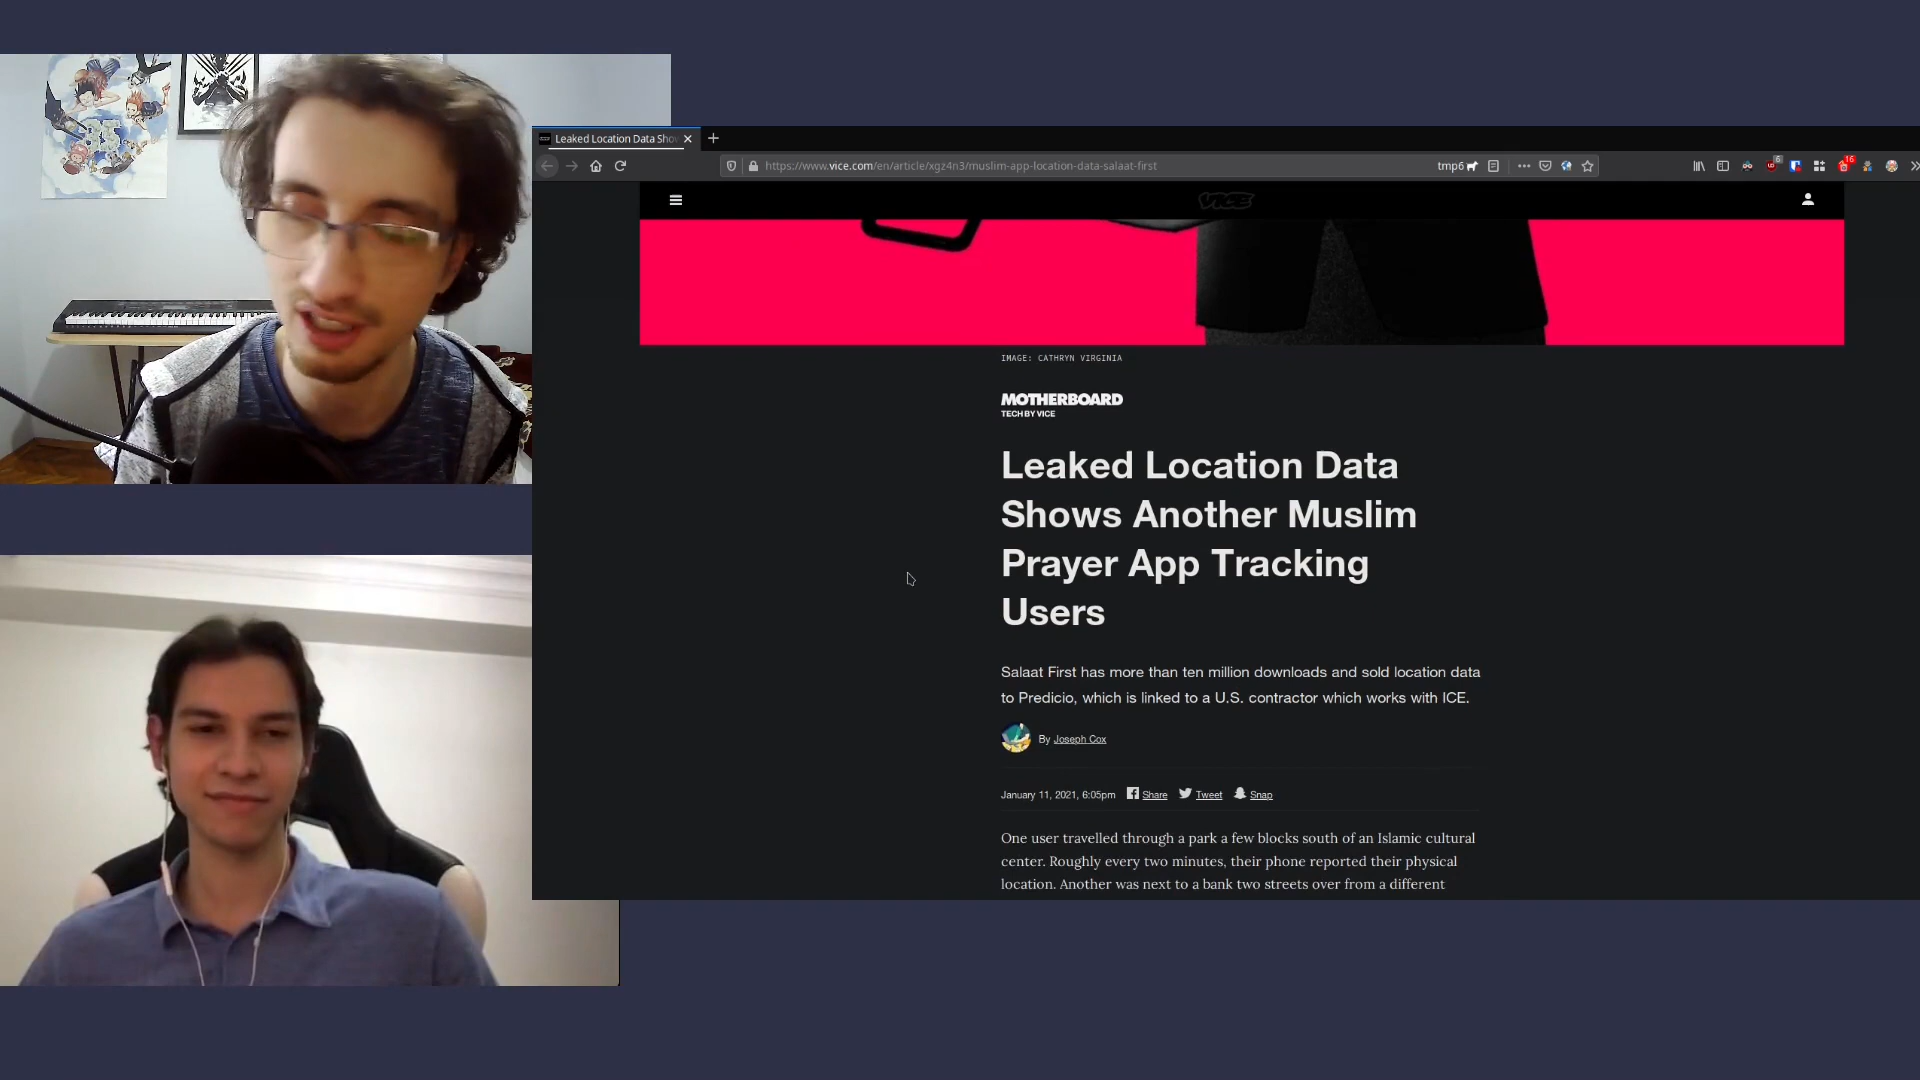 Leaked Location Data Sho
https://www.vice.com/en/article/xgz4n3/muslim-app-location-data-salaat-first
tmp6
6
16
VICE
IMAGE: CATHRYN VIRGINIA
MOTHERBOARD
TECH BY VICE
Leaked Location Data
Shows Another Muslim
Prayer App Tracking
Users
Salaat First has more than ten million downloads and sold location data
to Predicio, which is linked to a U.S. contractor which works with ICE.
By Joseph Cox
January 11, 2021, 6:05pm Share Tweet Snap
One user travelled through a park a few blocks south of an Islamic cultural
center. Roughly every two minutes, their phone reported their physical
location. Another was next to a bank two streets over from a different